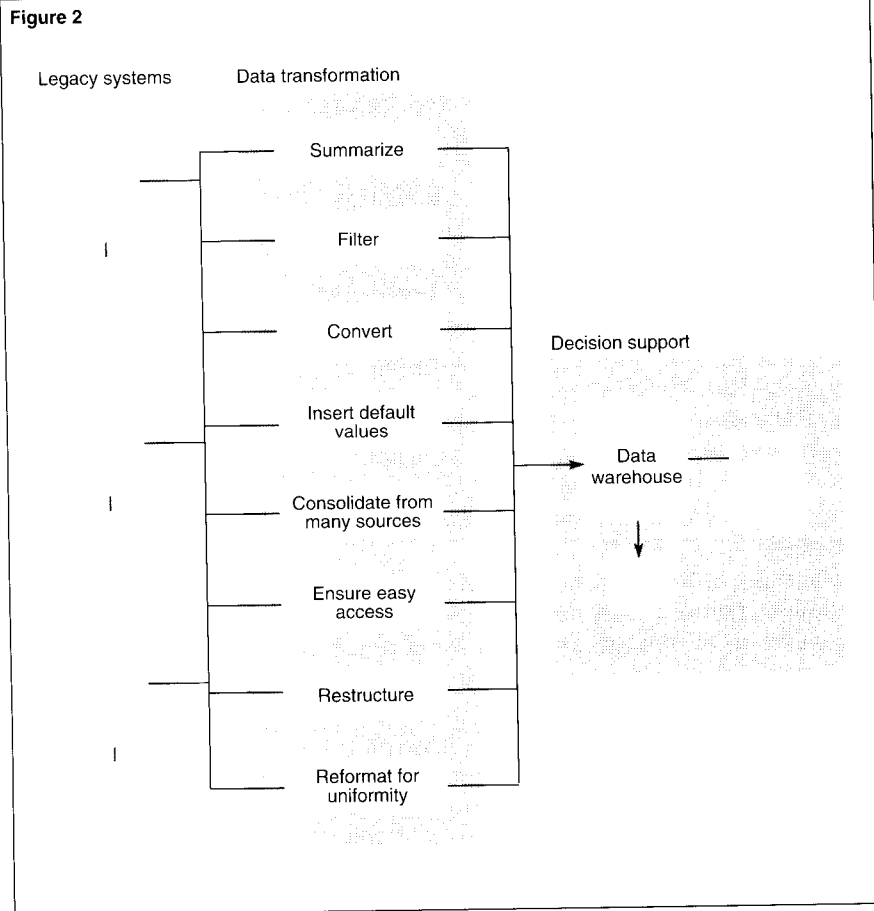 Figure 2
Legacy systems
Data transformation
Summarize
Filter
Convert
Insert default
values
Consolidate from
many sources
Ensure easy
access
Restructure
Reformat for
uniformity
Decision support
Data
warehouse